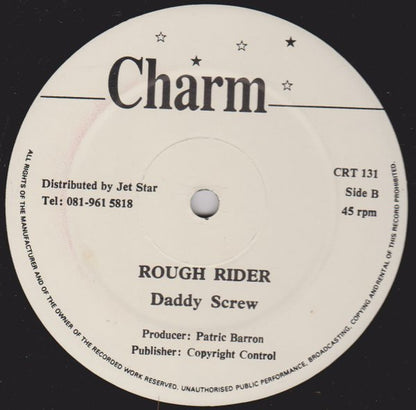 Charm
CRT 131
Distributed by Jet Star
Side B
Tel: 081-961 5818
45 rpm
ROUGH RIDER
Daddy Screw
Producer: Patric Barron
Publisher: Copyright Control
ALL RIGHTS OF THE MANUFACTURER AND OF THE OWNER OF THE RECORDED WORK RESERVED. UNAUTHORISED PUBLIC PERFORMANCE, BROADCASTING, COPYING AND RENTAL OF THIS RECORD PROHIBITED.